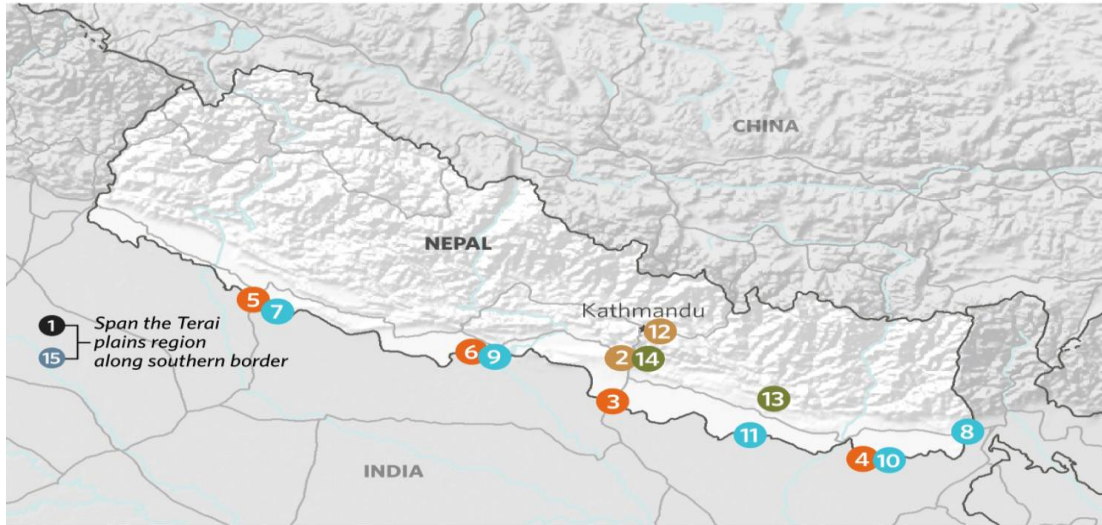 CHINA
NEPAL
Kathmandu
12
5
7
1 Span the Terai
plains region
15 along southern border
6
9
2
14
3
13
11
8
4
10
INDIA